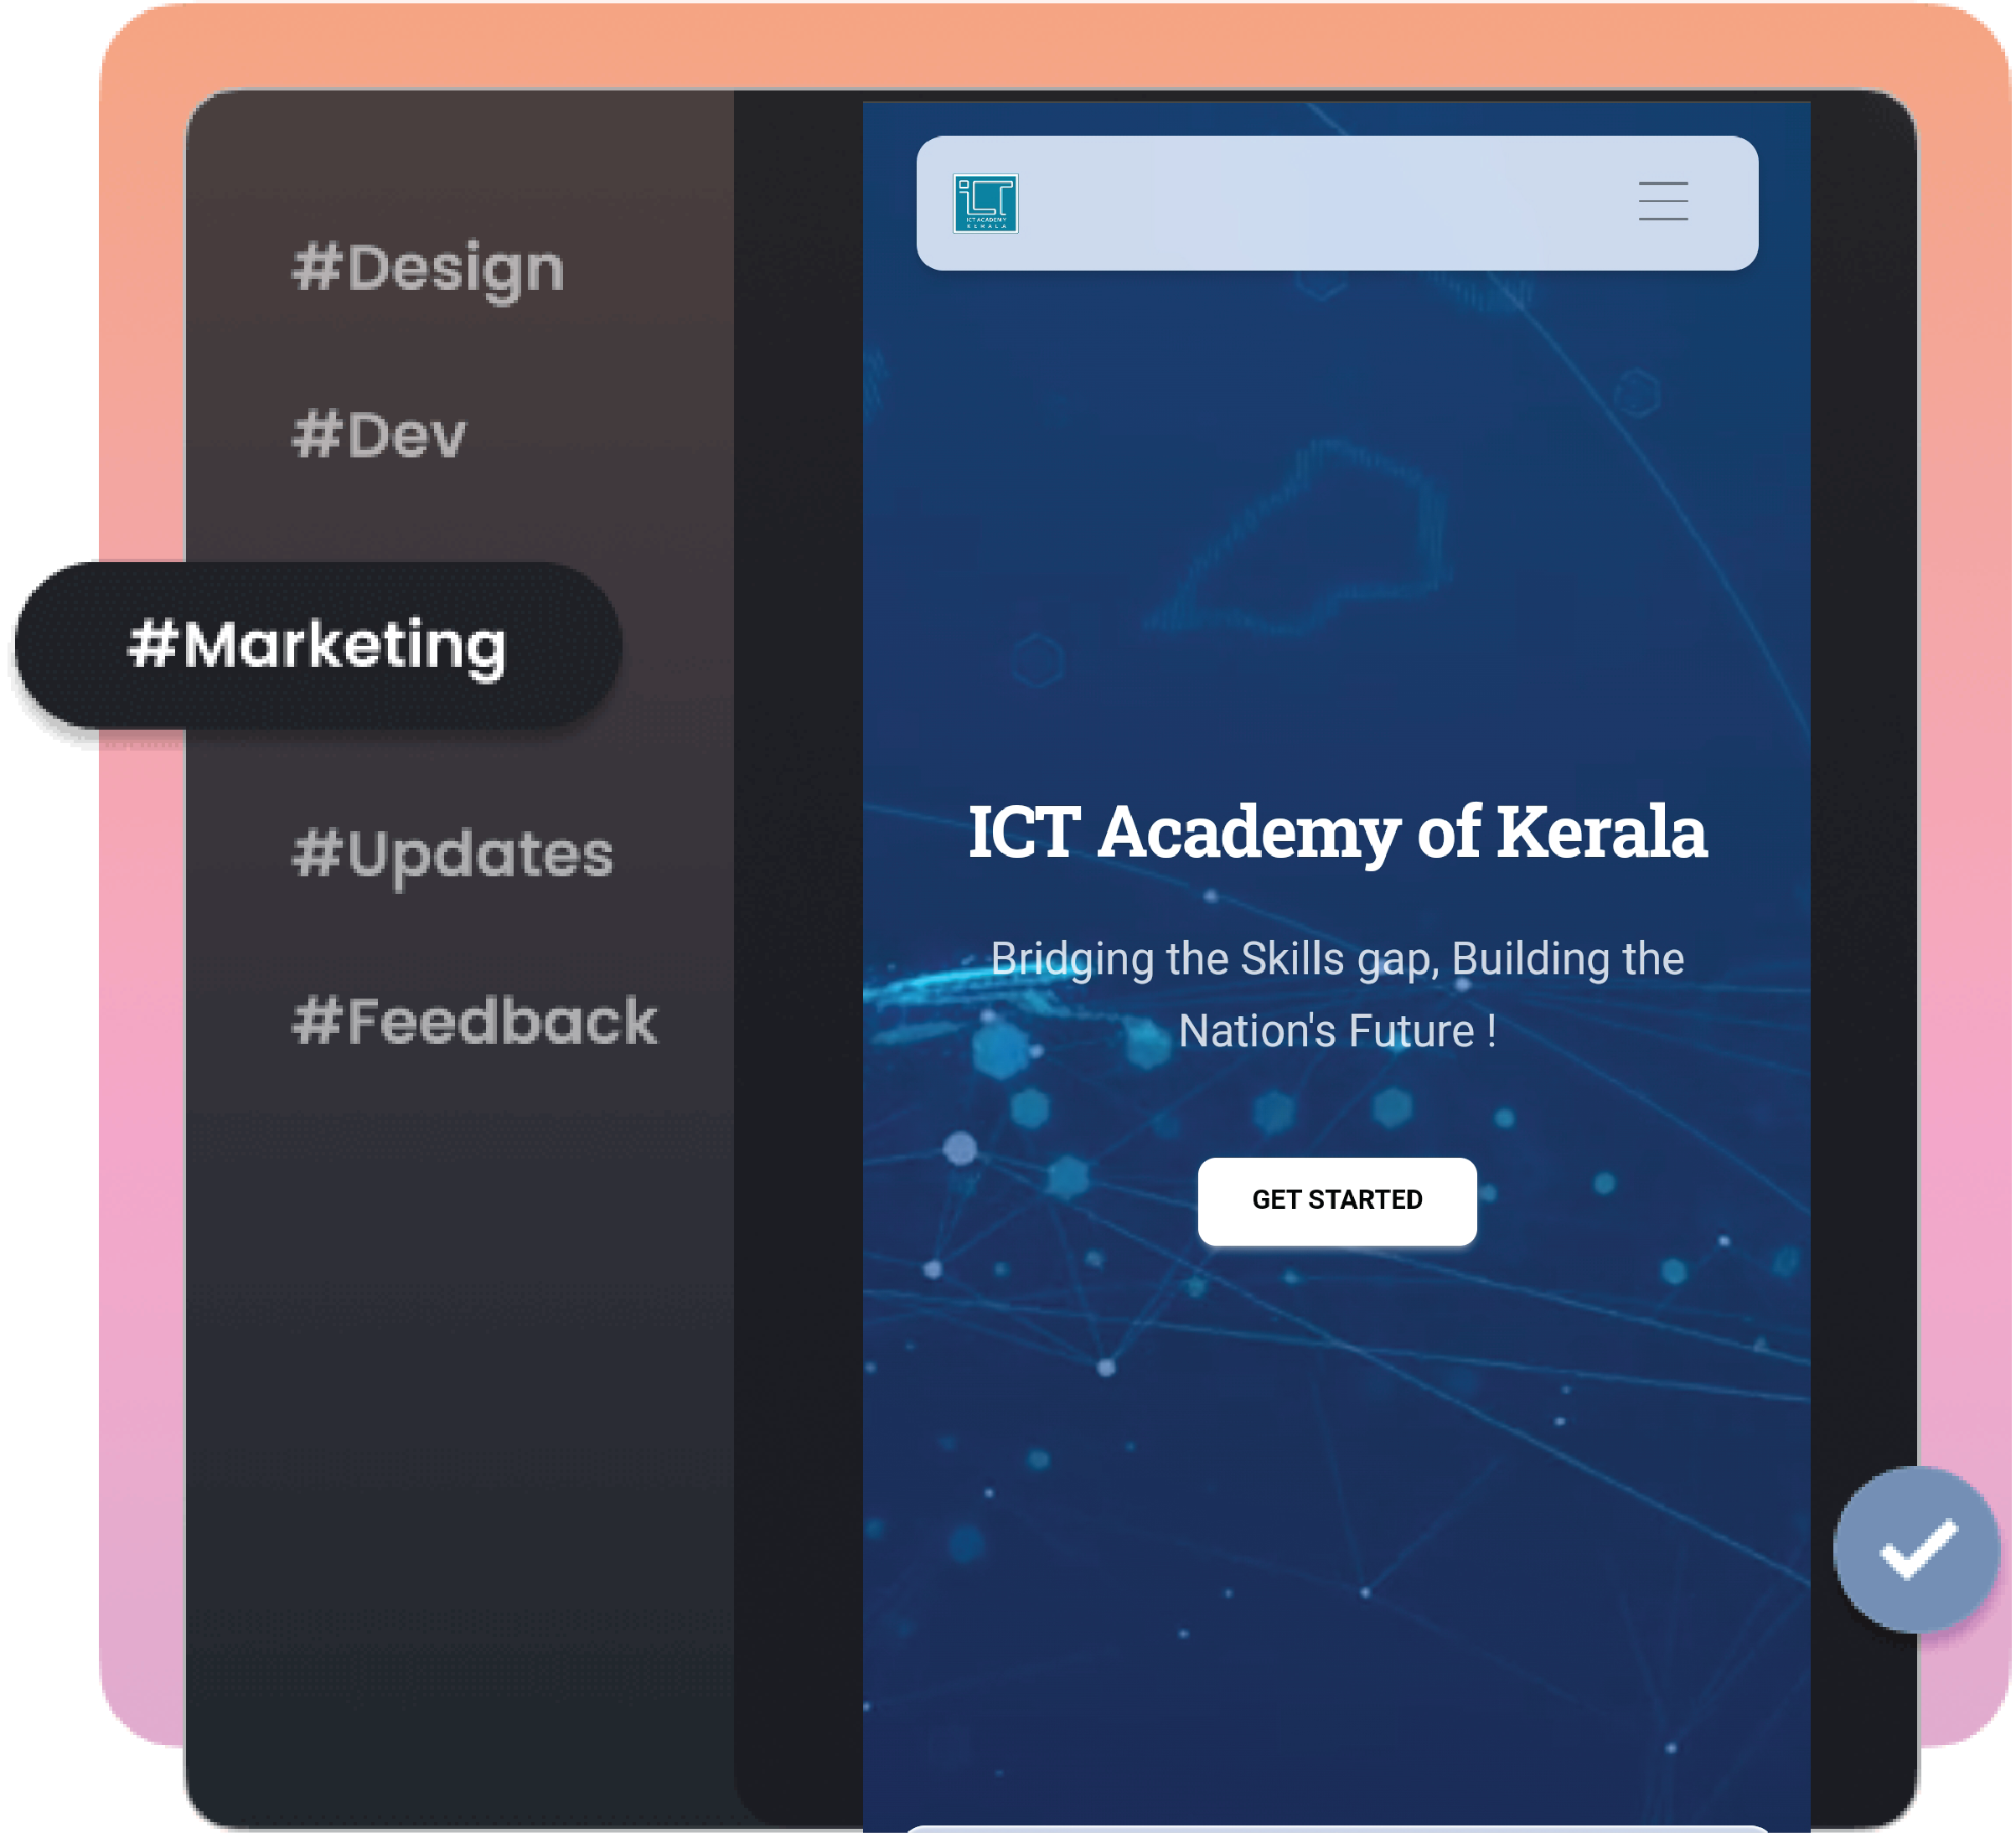 #Design
#Dev
#Marketing
#Updates
#Feedback
ICT
ICT ACADEMY
KERALA
ICT Academy of Kerala
Bridging the Skills gap, Building the
Nation's Future !
GET STARTED